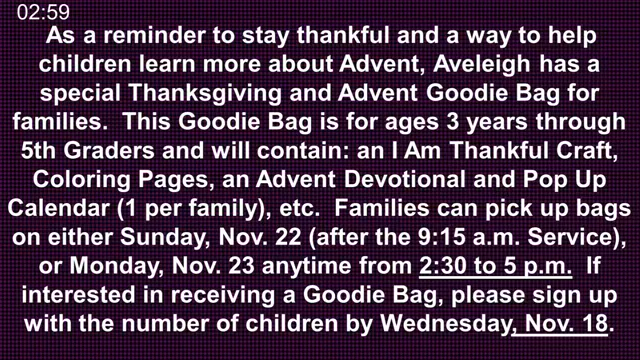 02:59
As a reminder to stay thankful and a way to help
children learn more about Advent, Aveleigh has a
special Thanksgiving and Advent Goodie Bag for
families.  This Goodie Bag is for ages 3 years through
5th Graders and will contain: an I Am Thankful Craft,
Coloring Pages, an Advent Devotional and Pop Up
Calendar (1 per family), etc.  Families can pick up bags
on either Sunday, Nov. 22 (after the 9:15 a.m. Service),
or Monday, Nov. 23 anytime from 2:30 to 5 p.m.  If
interested in receiving a Goodie Bag, please sign up
with the number of children by Wednesday, Nov. 18.